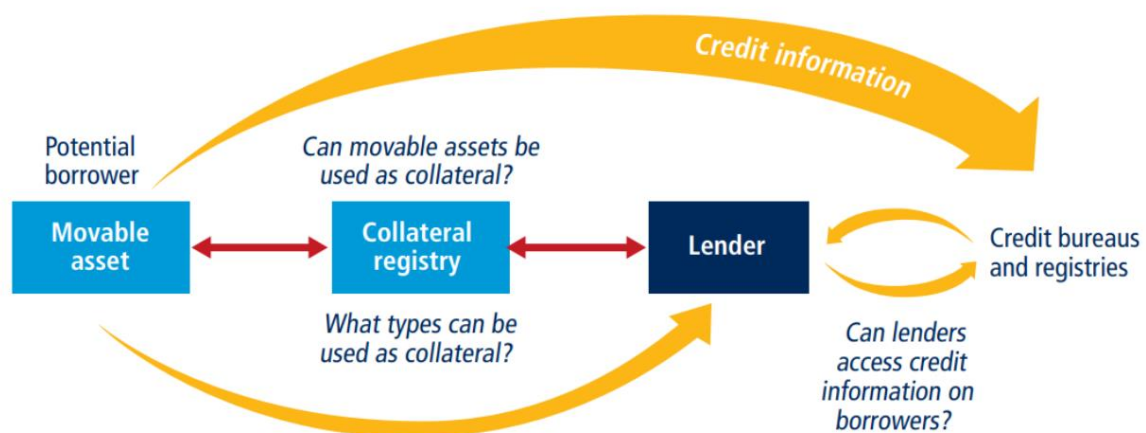 Credit information
Potential
borrower
Can movable assets be
used as collateral?
Movable
asset
Collateral
registry
Lender
Credit bureaus
and registries
What types can be
used as collateral?
Can lenders
access credit
information on
borrowers?